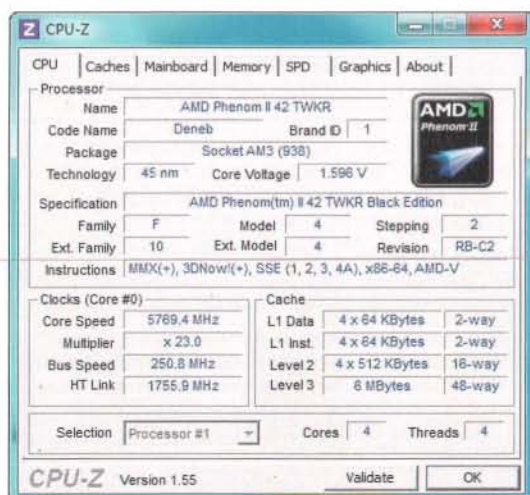 CPU-Z
CPU Caches Mainboard Memory SPD Graphics About
Processor
Name AMD Phenom II 42 TWKR
Code Name Deneb Brand ID 1
Package Socket AM3 (938)
Technology 45 nm Core Voltage 1.596 V
AMD
Phenom II
Specification AMD Phenom(tm) II 42 TWKR Black Edition
Family F Model 4 Stepping 2
Ext. Family 10 Ext. Model 4 Revision RB-C2
Instructions MMX(+), 3DNow!(+), SSE (1, 2, 3, 4A), x86-64, AMD-V
Clocks (Core #0)
Core Speed 5769.4 MHz
Multiplier x 23.0
Bus Speed 250.8 MHz
HT Link 1755.9 MHz
Cache
L1 Data 4 x 64 KBytes 2-way
L1 Inst. 4 x 64 KBytes 2-way
Level 2 4 x 512 KBytes 16-way
Level 3 6 MBytes 48-way
Selection Processor #1 Cores 4 Threads 4
CPU-Z Version 1.55 Validate OK